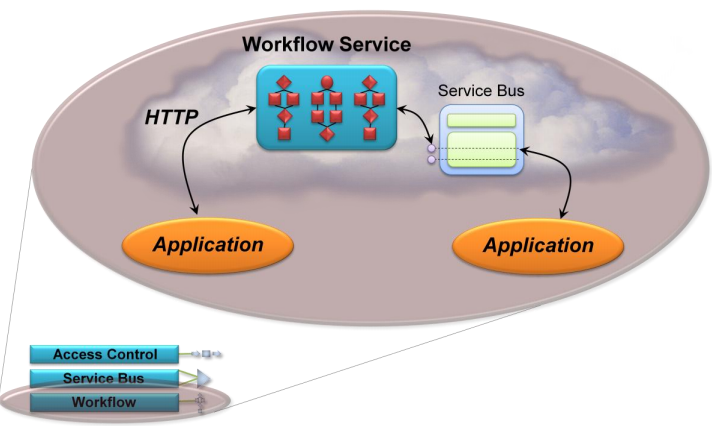 Workflow Service
Service Bus
HTTP
Application
Application
Access Control
Service Bus
Workflow